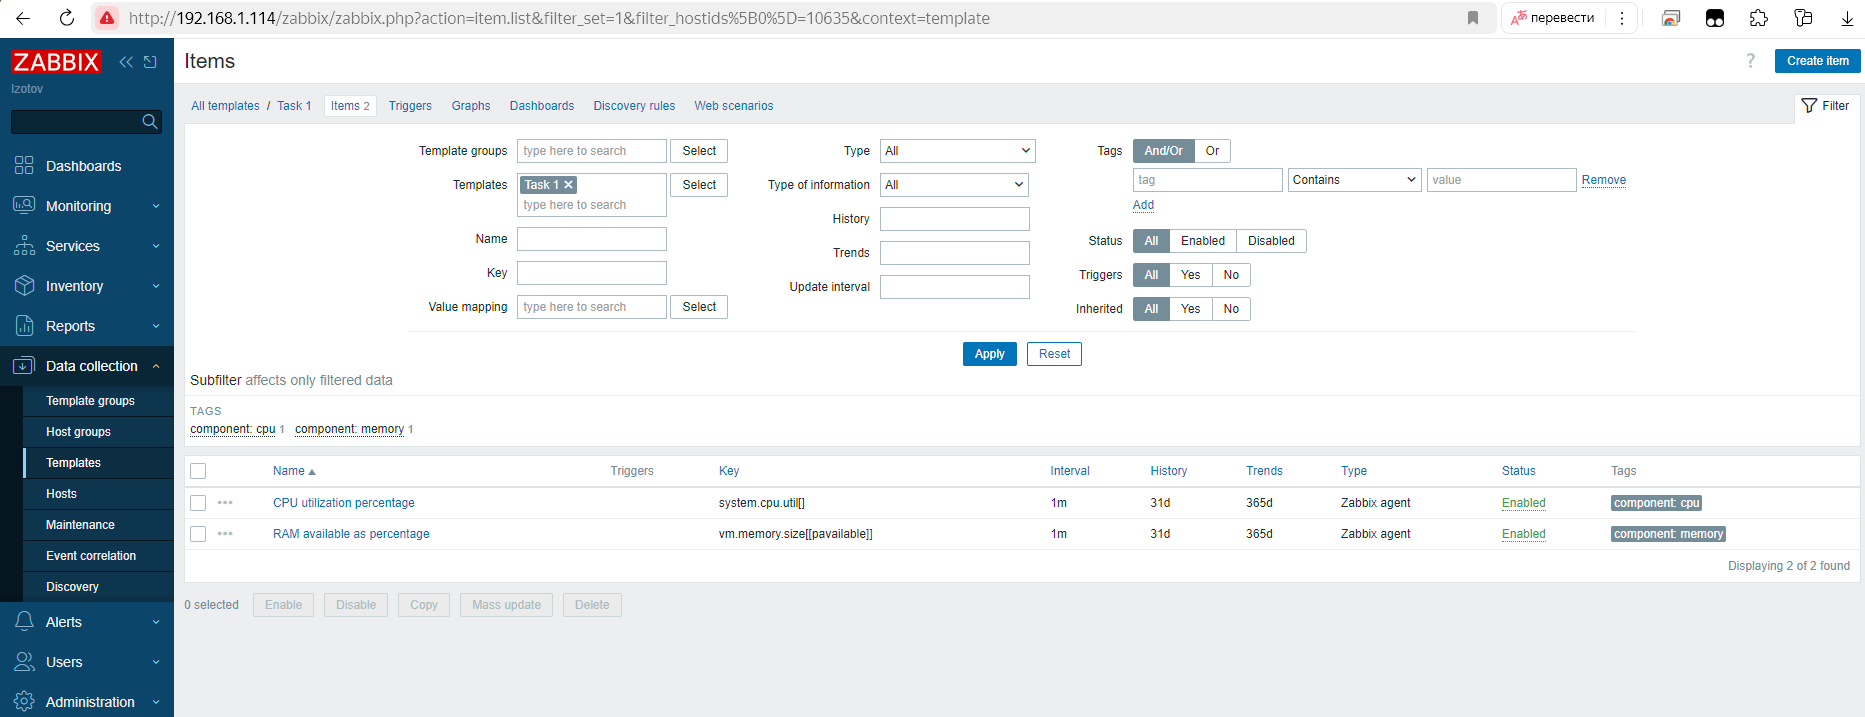 http://192.168.1.114/zabbix/zabbix.php?action=item.list&filter_set=1&filter_hostids%5B0%5D=10635&context=template
перевести
ZABBIX
Izotov
Dashboards
Monitoring
Services
Inventory
Reports
Data collection
Template groups
Host groups
Templates
Hosts
Maintenance
Event correlation
Discovery
Alerts
Users
Administration
Items
? Create item
All templates / Task 1 Items 2 Triggers Graphs Dashboards Discovery rules Web scenarios
Filter
Template groups type here to search Select
Templates Task 1 Select
type here to search
Name
Key
Value mapping type here to search Select
Type All
Type of information All
History
Trends
Update interval
Tags And/Or Or
tag Contains value Remove
Add
Status All Enabled Disabled
Triggers All Yes No
Inherited All Yes No
Apply Reset
Subfilter affects only filtered data
TAGS
component: cpu 1 component: memory 1
Name Triggers Key Interval History Trends Type Status Tags
CPU utilization percentage system.cpu.util[] 1m 31d 365d Zabbix agent Enabled component: cpu
RAM available as percentage vm.memory.size[[pavailable]] 1m 31d 365d Zabbix agent Enabled component: memory
Displaying 2 of 2 found
0 selected Enable Disable Copy Mass update Delete